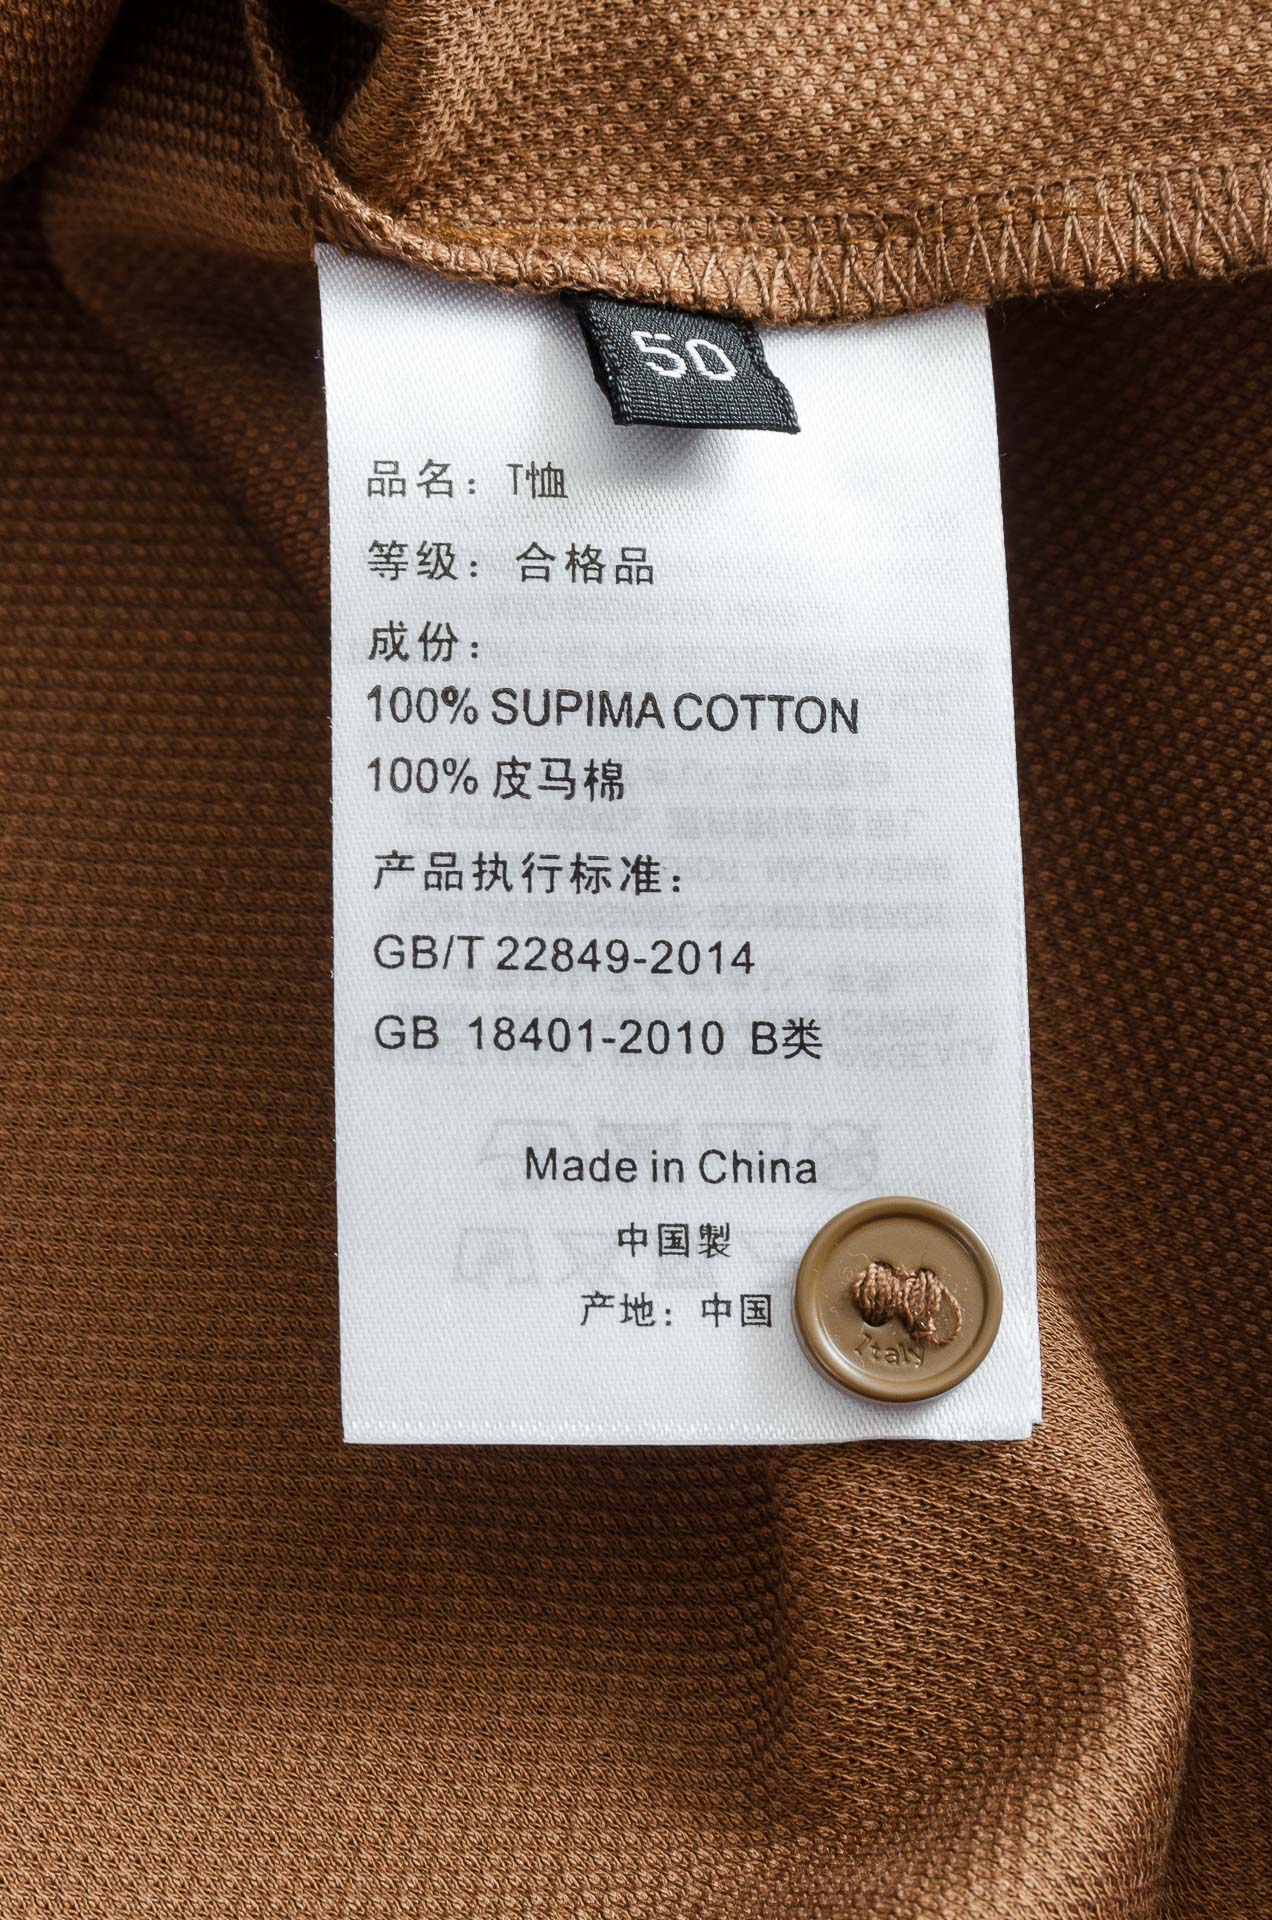 50
品名：T恤
等级：合格品
成份：
100% SUPIMA COTTON
100% 皮马棉
产品执行标准：
GB/T 22849-2014
GB 18401-2010 B类
Made in China
中国製
产地：中国
Italy